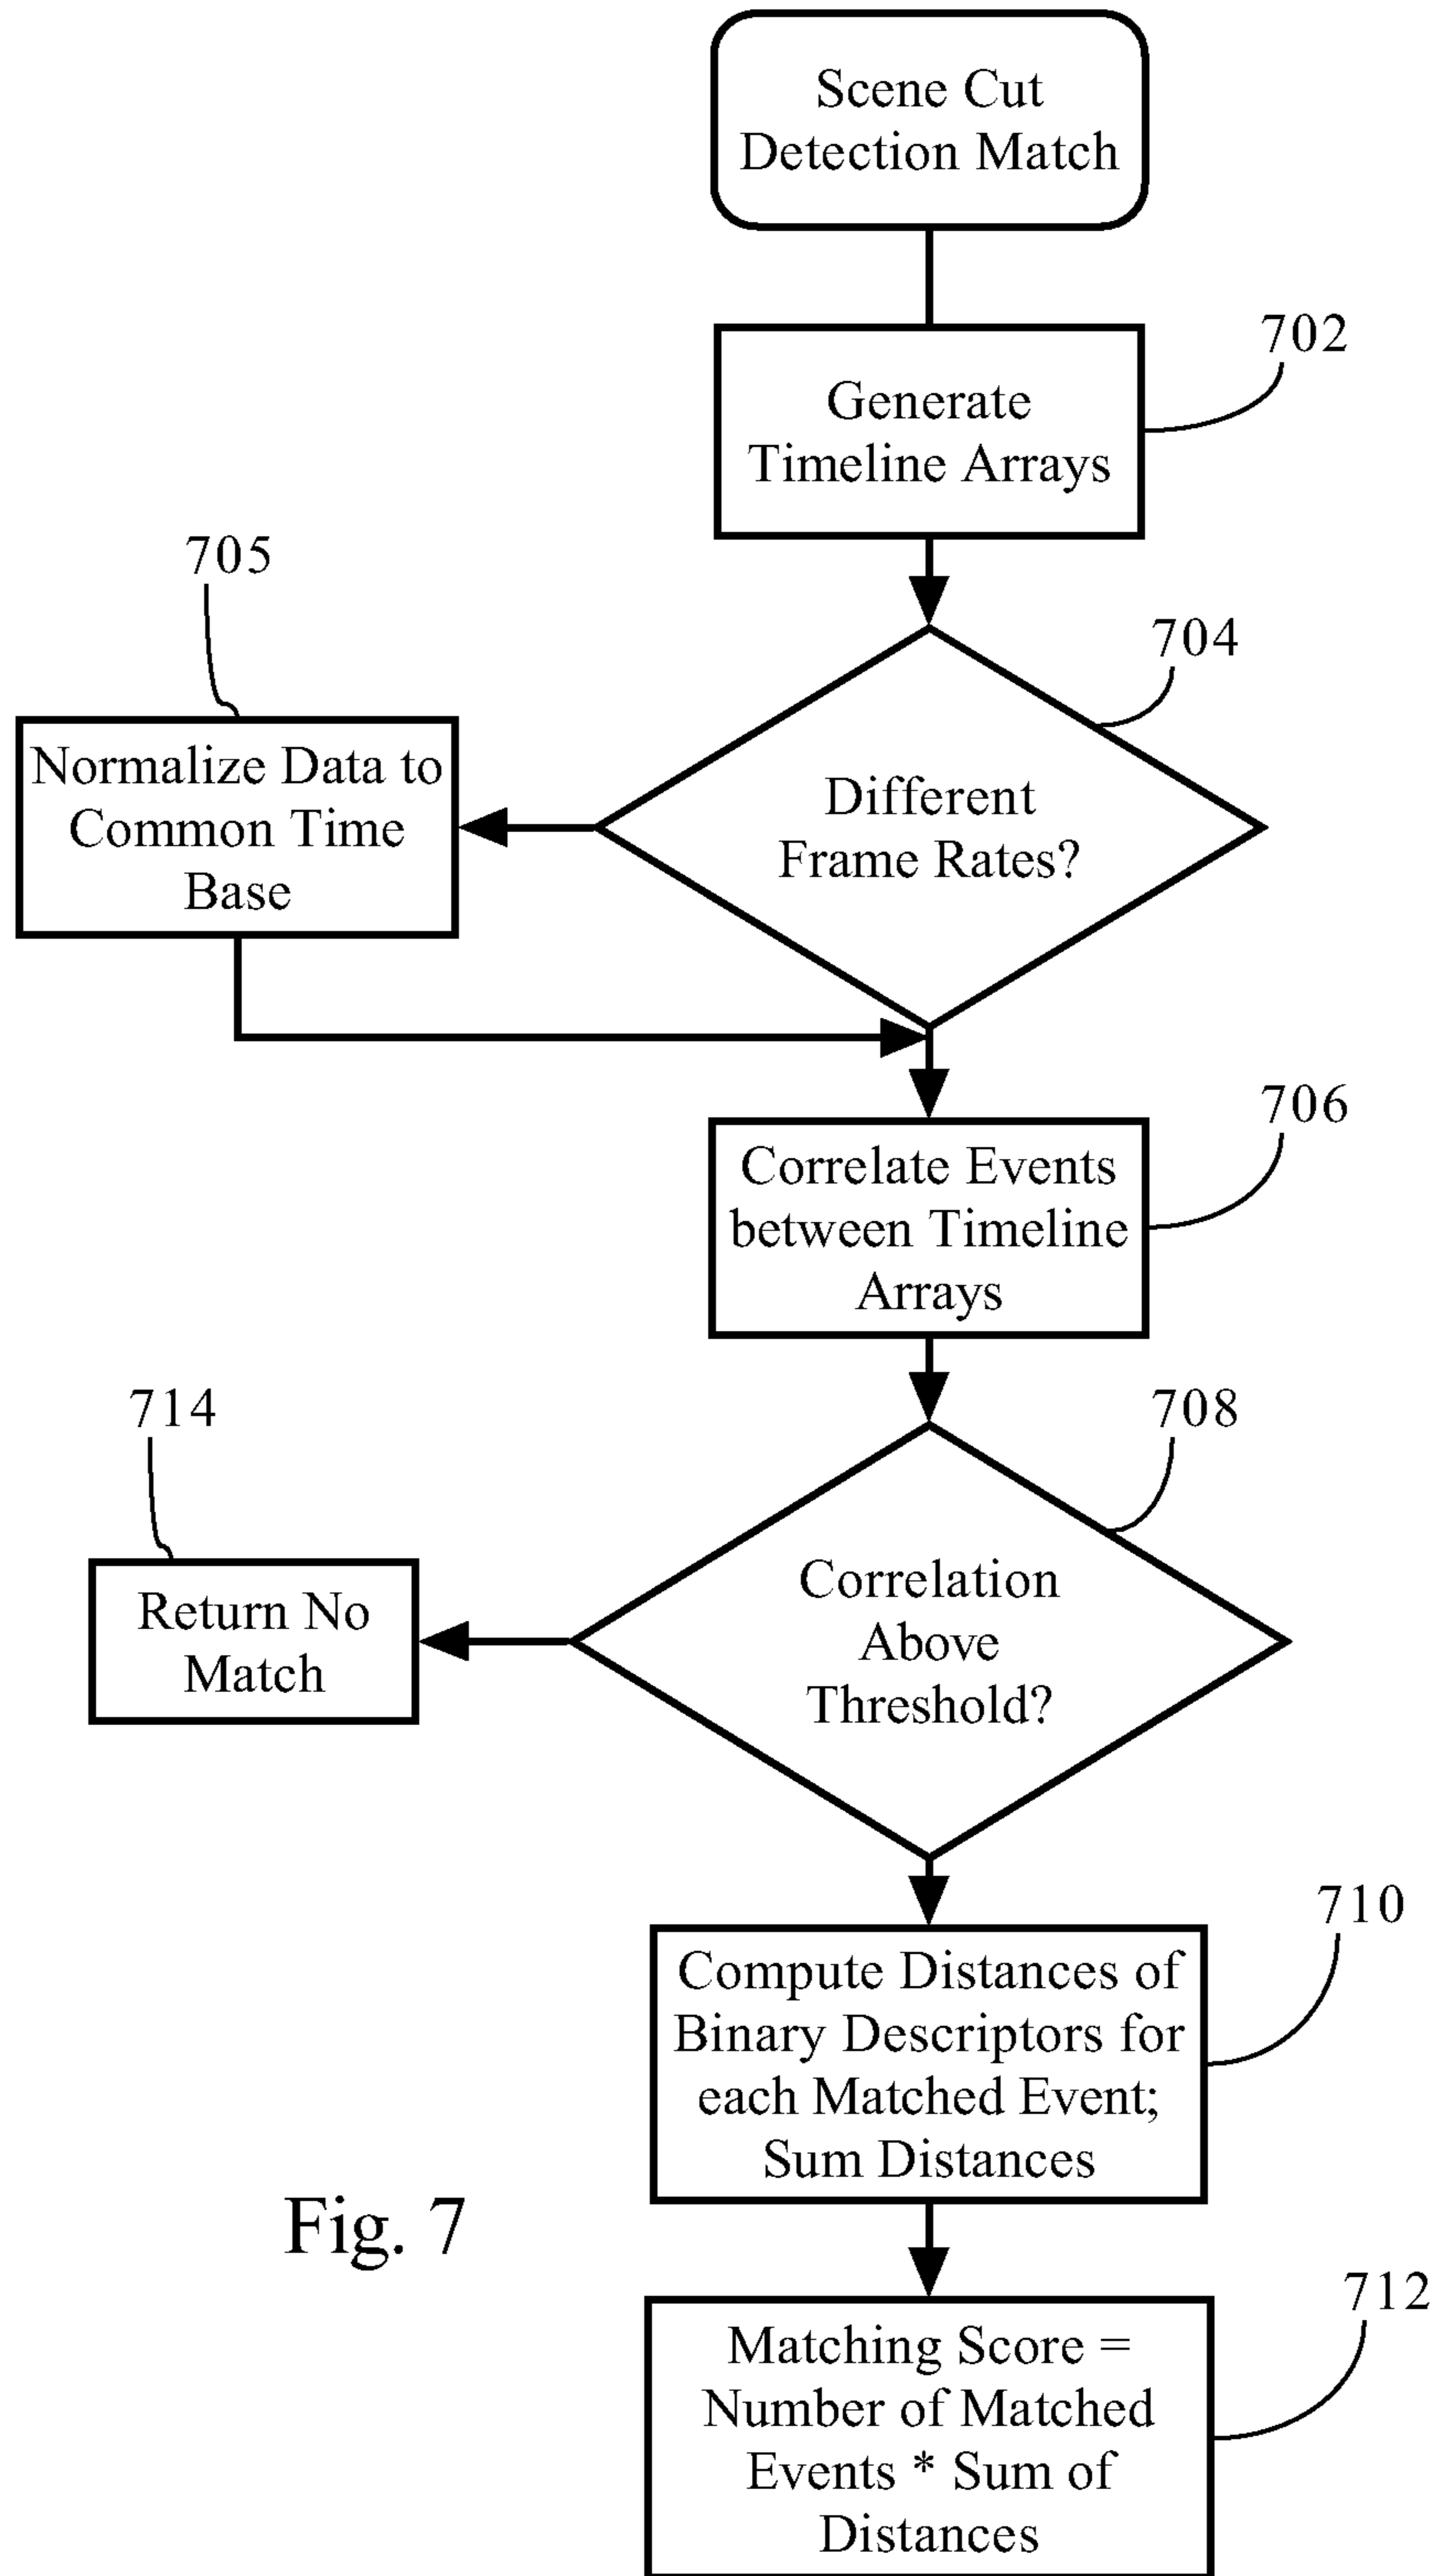 Scene Cut
Detection Match
702
Generate
Timeline Arrays
705
704
Normalize Data to
Common Time
Base
Different
Frame Rates?
706
Correlate Events
between Timeline
Arrays
714
708
Return No
Match
Correlation
Above
Threshold?
710
Compute Distances of
Binary Descriptors for
each Matched Event;
Sum Distances
Fig. 7
712
Matching Score =
Number of Matched
Events * Sum of
Distances